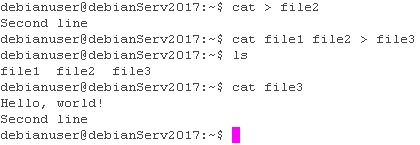 debianuser@debianServ2017:~$ cat > file2
Second line
debianuser@debianServ2017:~$ cat file1 file2 > file3
debianuser@debianServ2017:~$ ls
file1  file2  file3
debianuser@debianServ2017:~$ cat file3
Hello, world!
Second line
debianuser@debianServ2017:~$